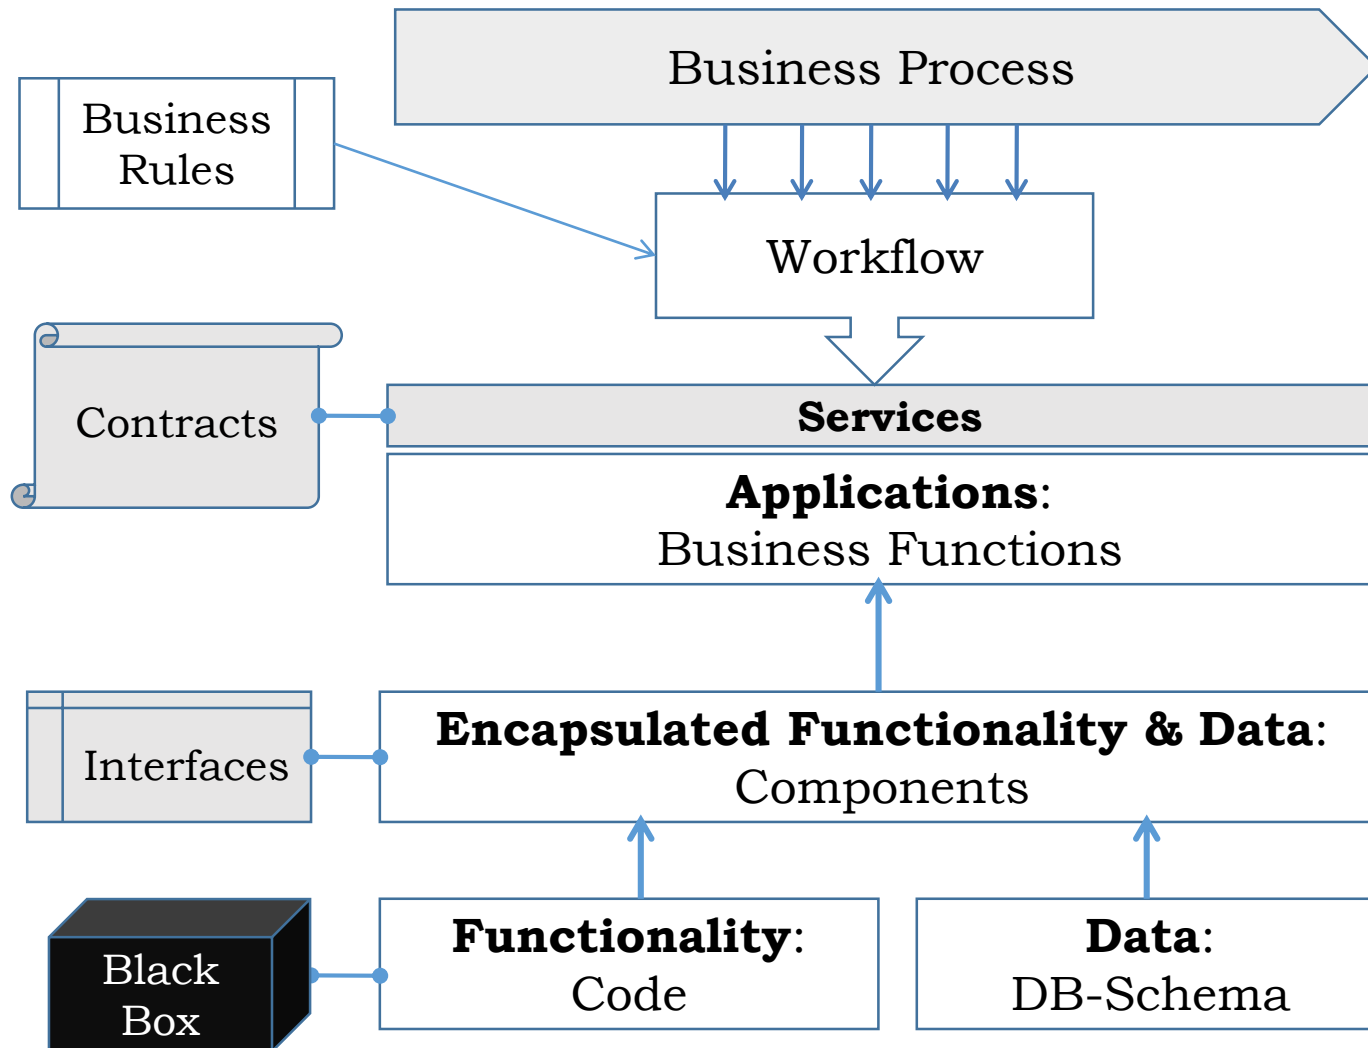 Business Process
Business
Rules
Workflow
Contracts
Services
Applications:
Business Functions
Interfaces
Encapsulated Functionality & Data:
Components
Black
Box
Functionality:
Code
Data:
DB-Schema